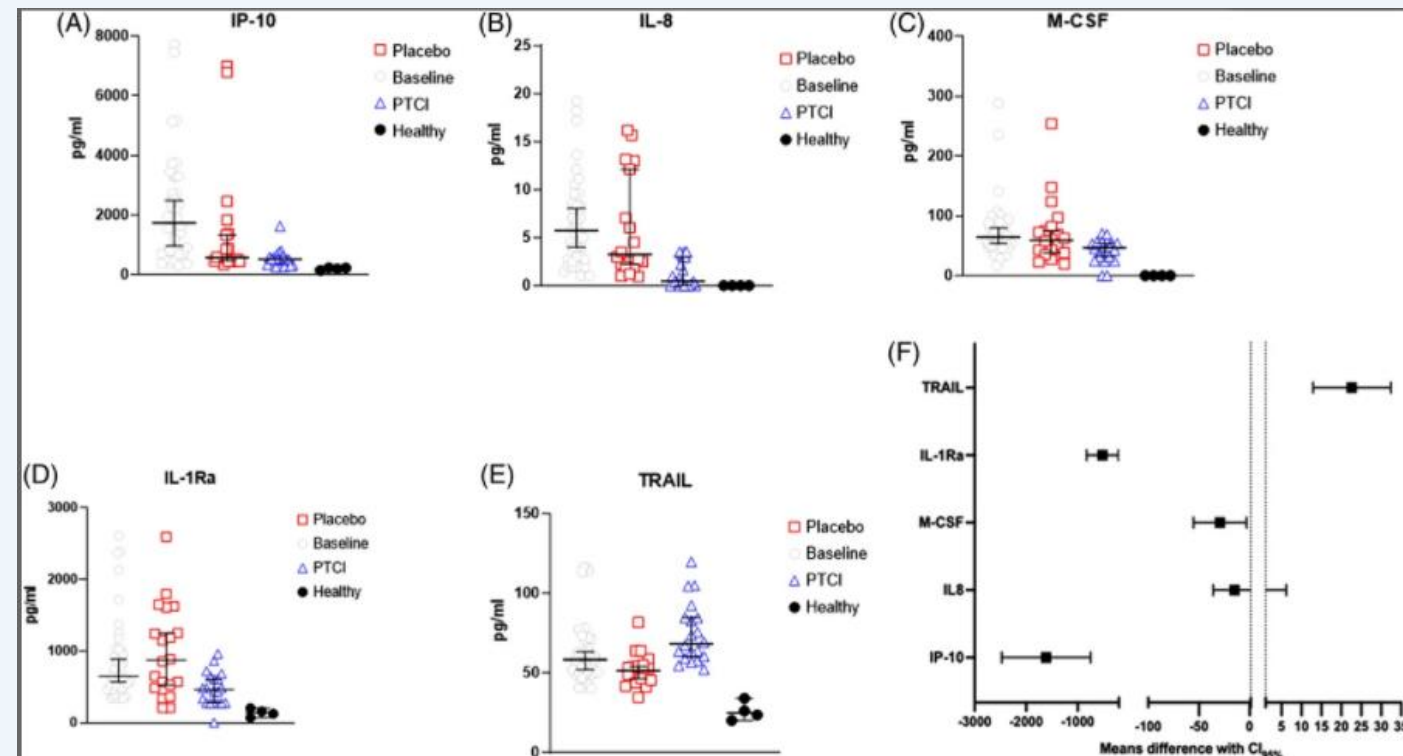 (A)
IP-10
8000
6000
4000
2000
0
pg/ml
Placebo
Baseline
PTCI
Healthy
(B)
IL-8
25
20
15
10
5
0
pg/ml
Placebo
Baseline
PTCI
Healthy
(C)
M-CSF
400
300
200
100
0
pg/ml
Placebo
Baseline
PTCI
Healthy
(D)
IL-1Ra
3000
2000
1000
0
pg/ml
Placebo
Baseline
PTCI
Healthy
(E)
TRAIL
150
100
50
0
pg/ml
Placebo
Baseline
PTCI
Healthy
(F)
TRAIL
IL-1Ra
M-CSF
IL8
IP-10
-3000 -2000 -1000 -100 -50 0 5 10 15 20 25 30 35
Means difference with CI95%